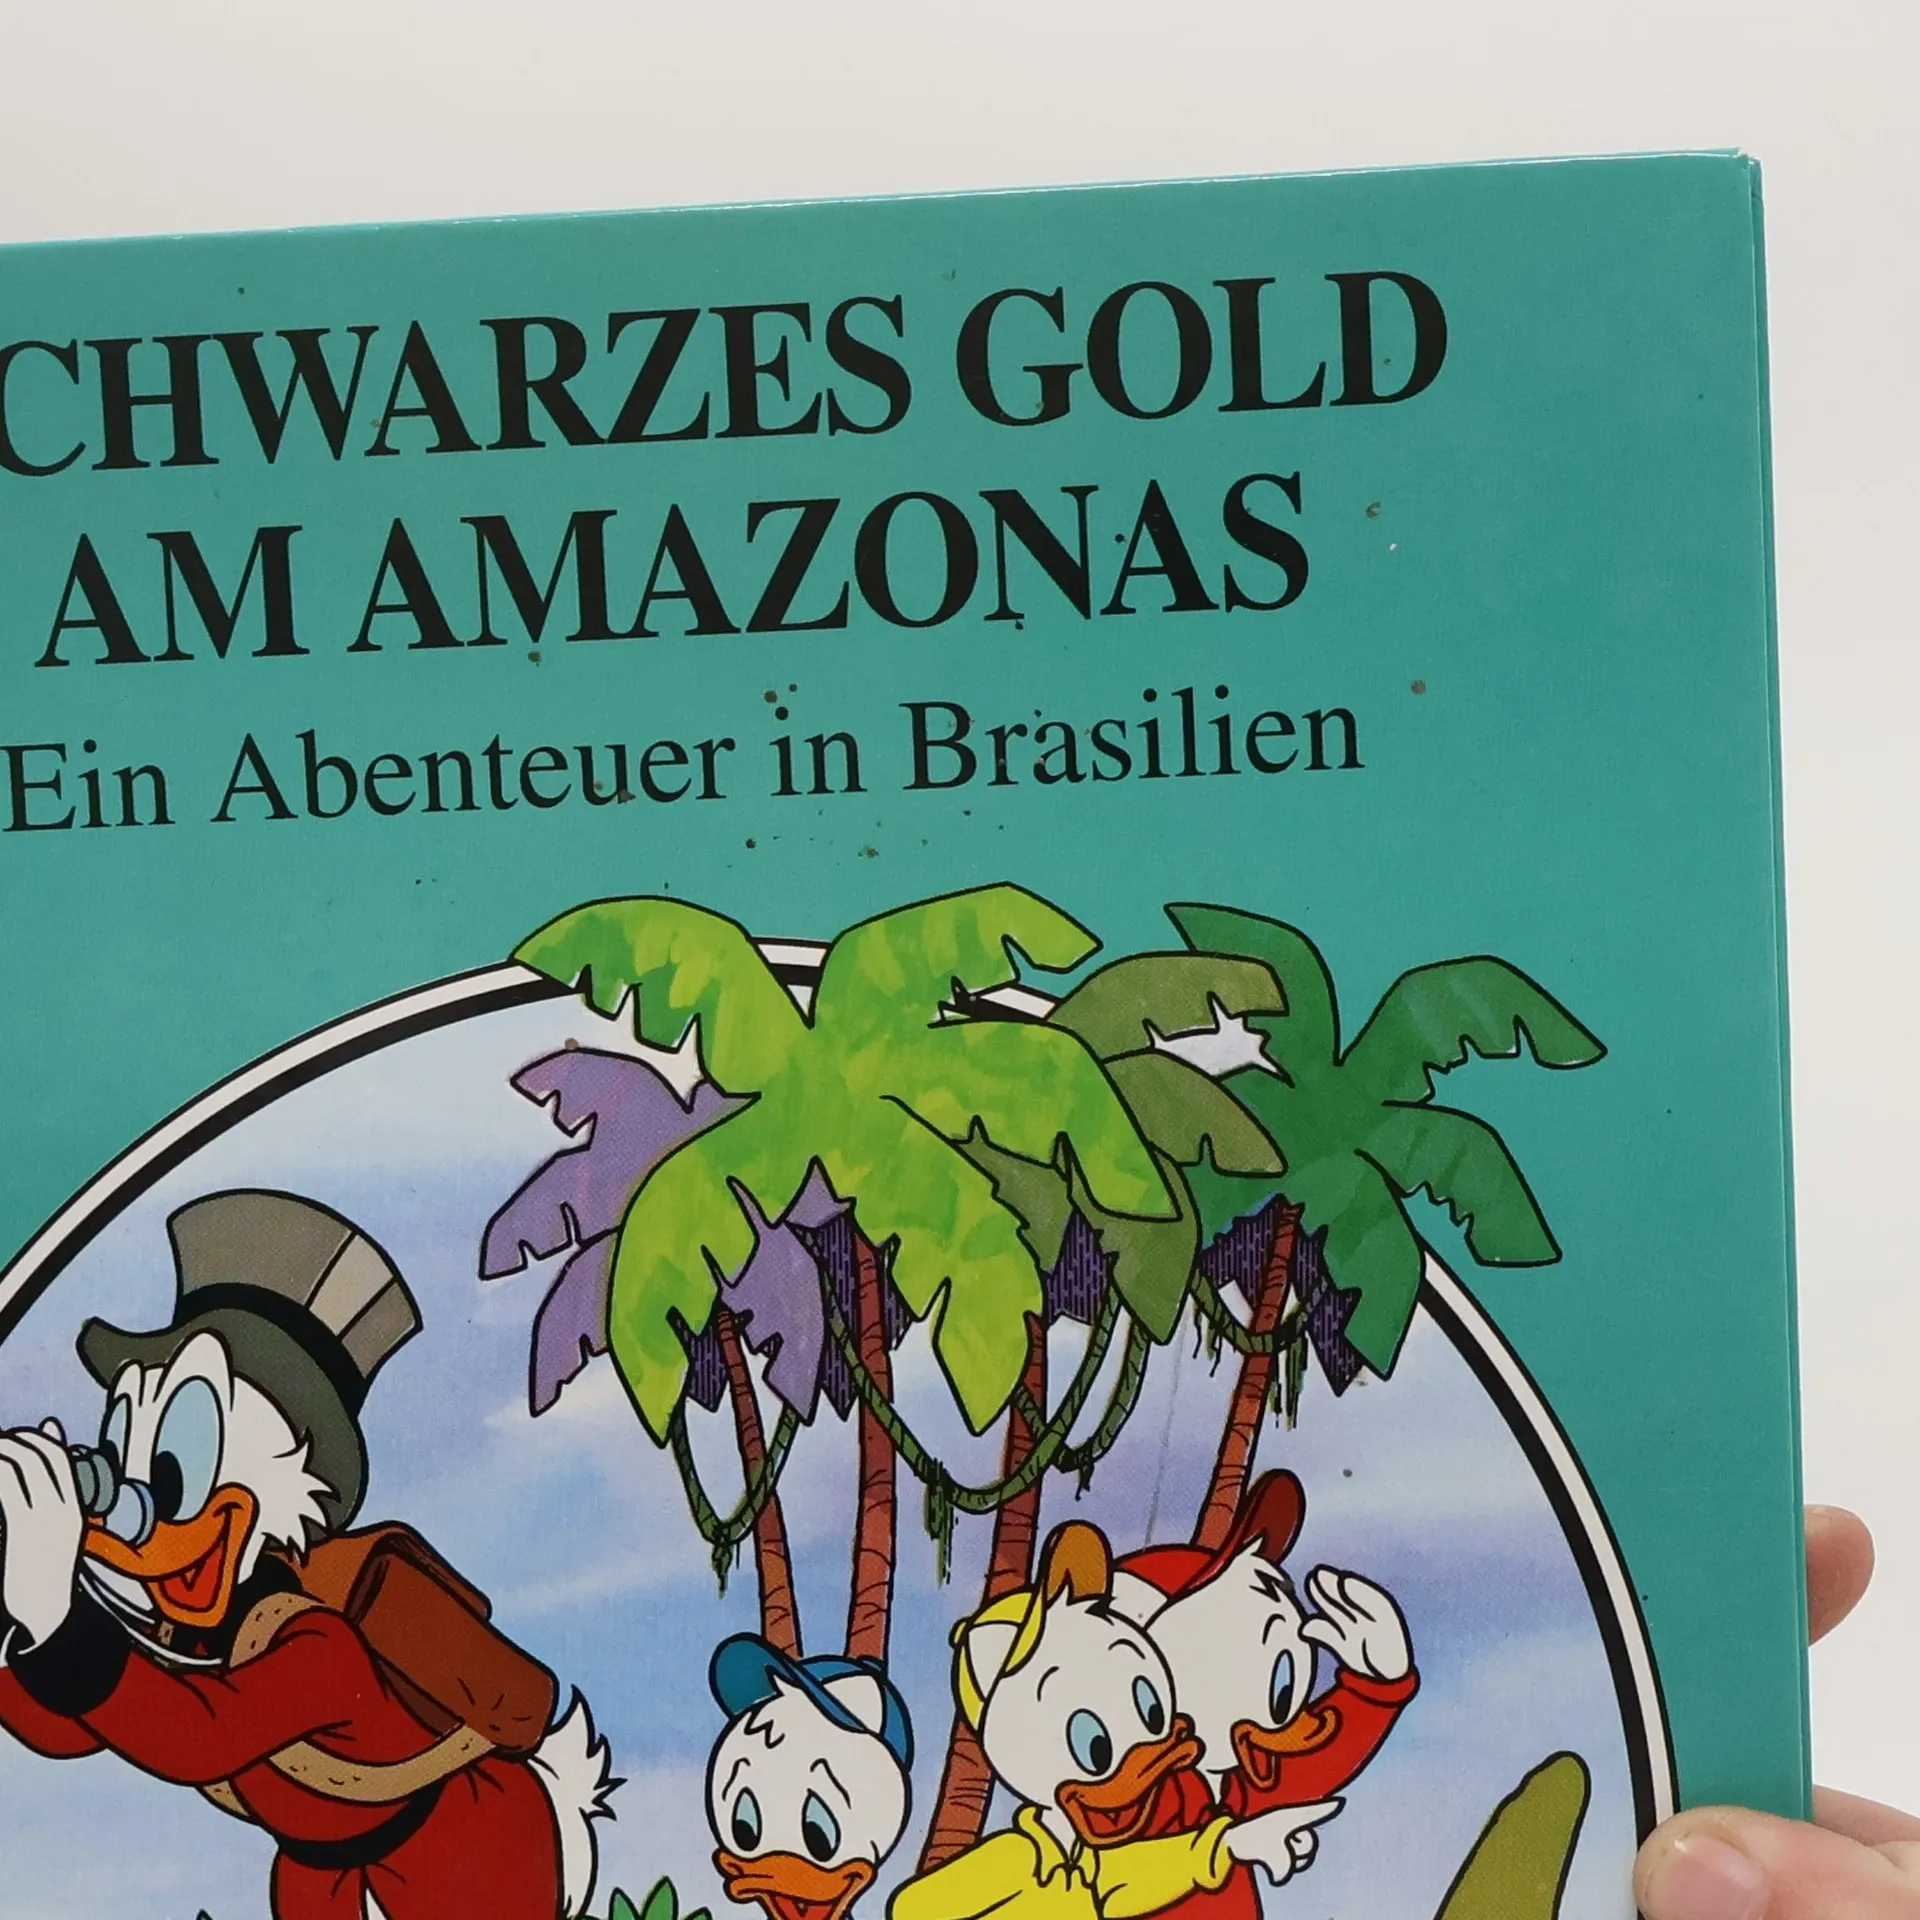 CHWARZES GOLD
AM AMAZONAS
Ein Abenteuer in Brasilien